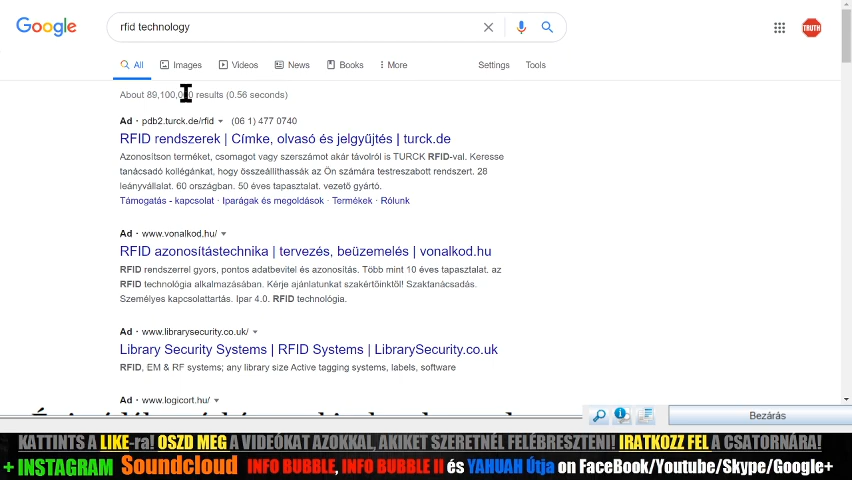 Google
rfid technology
TRUTH
All Images Videos News Books More Settings Tools
About 89,100,000 results (0.56 seconds)
Ad · pdb2.turck.de/rfid (06 1) 477 0740
RFID rendszerek | Címke, olvasó és jelgyűjtés | turck.de
Azonosítson terméket, csomagot vagy szerszámot akár távolról is TURCK RFID-val. Keresse
tanácsadó kollégánkat, hogy összeállíthassák az Ön számára testreszabott rendszert. 28
leányvállalat. 60 országban. 50 éves tapasztalat. vezető gyártó.
Támogatás - kapcsolat · Iparágak és megoldások · Termékek · Rólunk
Ad · www.vonalkod.hu/
RFID azonosítástechnika | tervezés, beüzemelés | vonalkod.hu
RFID rendszerrel gyors, pontos adatbevitel és azonosítás. Több mint 10 éves tapasztalat. az
RFID technológia alkalmazásában. Kérje ajánlatunkat szakértőinktől! Szaktanácsadás.
Személyes kapcsolattartás. Ipar 4.0. RFID technológia.
Ad · www.librarysecurity.co.uk/
Library Security Systems | RFID Systems | LibrarySecurity.co.uk
RFID, EM & RF systems; any library size Active tagging systems, labels, software
Ad · www.logicort.hu/
Bezárás
KATTINTS A LIKE-ra! OSZD MEG A VIDEÓKAT AZOKKAL, AKIKET SZERETNÉL FELÉBRESZTENI! IRATKOZZ FEL A CSATORNÁRA!
+ INSTAGRAM Soundcloud INFO BUBBLE, INFO BUBBLE II és YAHUAH Útja on FaceBook/Youtube/Skype/Google+